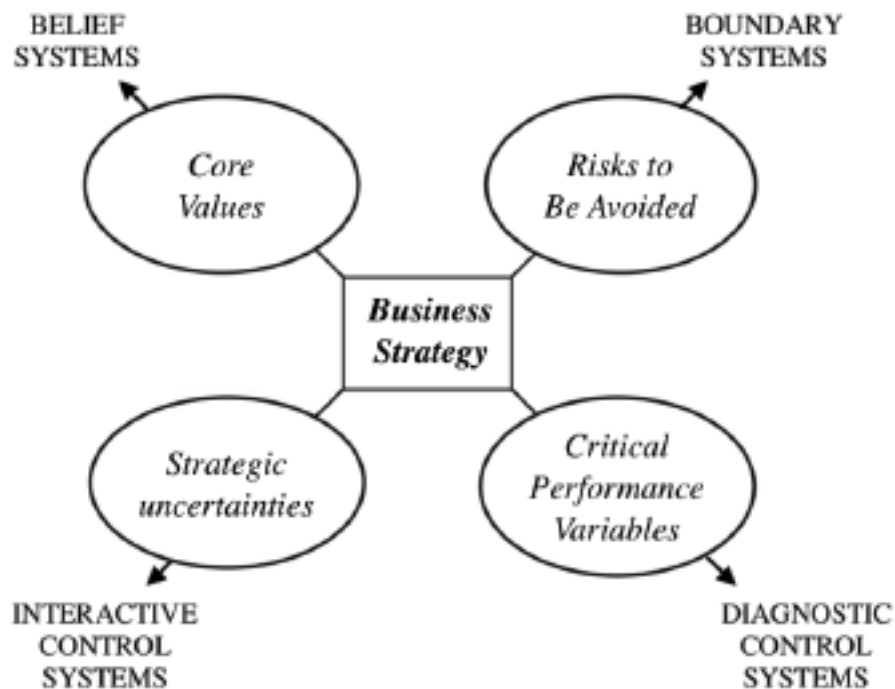 BELIEF
SYSTEMS
BOUNDARY
SYSTEMS
Core
Values
Risks to
Be Avoided
Business
Strategy
Strategic
uncertainties
Critical
Performance
Variables
INTERACTIVE
CONTROL
SYSTEMS
DIAGNOSTIC
CONTROL
SYSTEMS